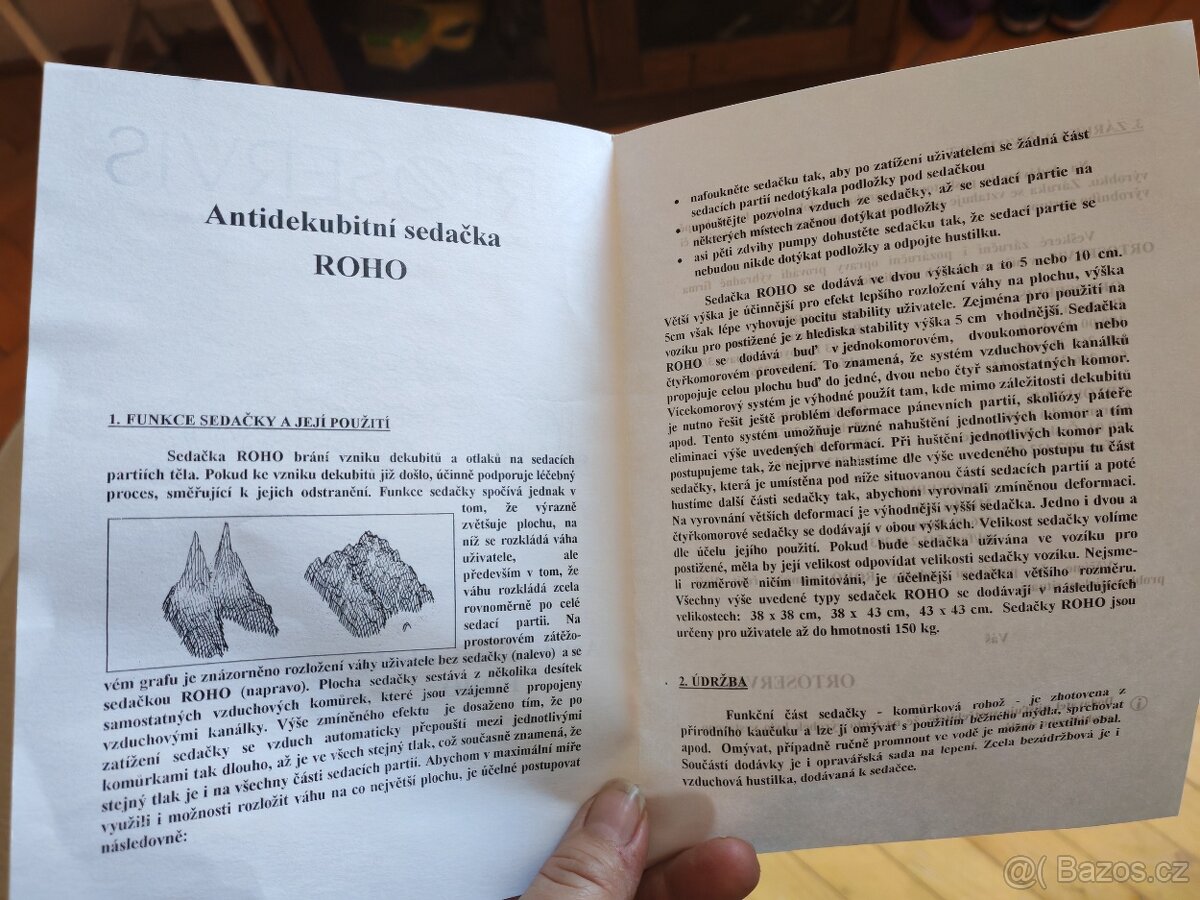 Antidekubitní sedačka
ROHO
1. FUNKCE SEDAČKY A JEJÍ POUŽITÍ
Sedačka ROHO brání vzniku dekubitů a otlaků na sedacích
partiích těla. Pokud ke vzniku dekubitů již došlo, účinně podporuje léčebný
proces, směřující k jejich odstranění. Funkce sedačky spočívá jednak v
tom, že výrazně
zvětšuje plochu, na
níž se rozkládá váha
uživatele, ale
především v tom, že
váhu rozkládá zcela
rovnoměrně po celé
sedací partii. Na
prostorovém zátěžo-
vém grafu je znázorněno rozložení váhy uživatele bez sedačky (nalevo) a se
sedačkou ROHO (napravo). Plocha sedačky sestává z několika desítek
samostatných vzduchových komůrek, které jsou vzájemně propojeny
vzduchovými kanálky. Výše zmíněného efektu je dosaženo tím, že po
zatížení sedačky se vzduch automaticky přepouští mezi jednotlivými
komůrkami tak dlouho, až je ve všech stejný tlak, což současně znamená, že
stejný tlak je i na všechny části sedacích partií. Abychom v maximální míře
využili i možnosti rozložit váhu na co největší plochu, je účelné postupovat
následovně:
• nafoukněte sedačku tak, aby po zatížení uživatelem se žádná část
sedacích partií nedotýkala podložky pod sedačkou
• upouštějte pozvolna vzduch ze sedačky, až se sedací partie na
některých místech začnou dotýkat podložky
• asi pěti zdvihy pumpy dohustěte sedačku tak, že sedací partie se
nebudou nikde dotýkat podložky a odpojte hustilku.
Sedačka ROHO se dodává ve dvou výškách a to 5 nebo 10 cm.
Větší výška je účinnější pro efekt lepšího rozložení váhy na plochu, výška
5cm však lépe vyhovuje pocitu stability uživatele. Zejména pro použití na
vozíku pro postižené je z hlediska stability výška 5 cm vhodnější. Sedačka
ROHO se dodává buď v jednokomorovém, dvoukomorovém nebo
čtyřkomorovém provedení. To znamená, že systém vzduchových kanálků
propojuje celou plochu buď do jedné, dvou nebo čtyř samostatných komor.
Vícekomorový systém je výhodné použít tam, kde mimo záležitosti dekubitů
je nutno řešit ještě problém deformace pánevních partií, skoliózy páteře
apod. Tento systém umožňuje různé nahuštění jednotlivých komor a tím
eliminaci výše uvedených deformací. Při huštění jednotlivých komor pak
postupujeme tak, že nejprve nahustíme dle výše uvedeného postupu tu část
sedačky, která je umístěna pod níže situovanou částí sedacích partií a poté
hustíme další části sedačky tak, abychom vyrovnali zmíněnou deformaci.
Na vyrovnání větších deformací je výhodnější vyšší sedačka. Jedno i dvou a
čtyřkomorové sedačky se dodávají v obou výškách. Velikost sedačky volíme
dle účelu jejího použití. Pokud bude sedačka užívána ve vozíku pro
postižené, měla by její velikost odpovídat velikosti sedačky vozíku. Nejsme-
li rozměrově ničím limitováni, je účelnější sedačka většího rozměru.
Všechny výše uvedené typy sedaček ROHO se dodávají v následujících
velikostech: 38 x 38 cm, 38 x 43 cm, 43 x 43 cm. Sedačky ROHO jsou
určeny pro uživatele až do hmotnosti 150 kg.
2. ÚDRŽBA
Funkční část sedačky - komůrková rohož - je zhotovena z
přírodního kaučuku a lze jí omývat s použitím běžného mýdla, sprchovat
apod. Omývat, případně ručně promnout ve vodě je možno i textilní obal.
Součástí dodávky je i opravářská sada na lepení. Zcela bezúdržbová je i
vzduchová hustilka, dodávaná k sedačce.
Bazos.cz